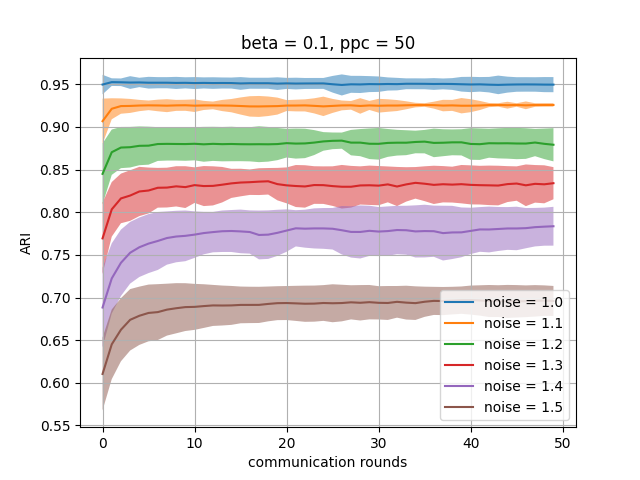 beta = 0.1, ppc = 50
ARI
0.95
0.90
0.85
0.80
0.75
0.70
0.65
0.60
0.55
noise = 1.0
noise = 1.1
noise = 1.2
noise = 1.3
noise = 1.4
noise = 1.5
0 10 20 30 40 50
communication rounds